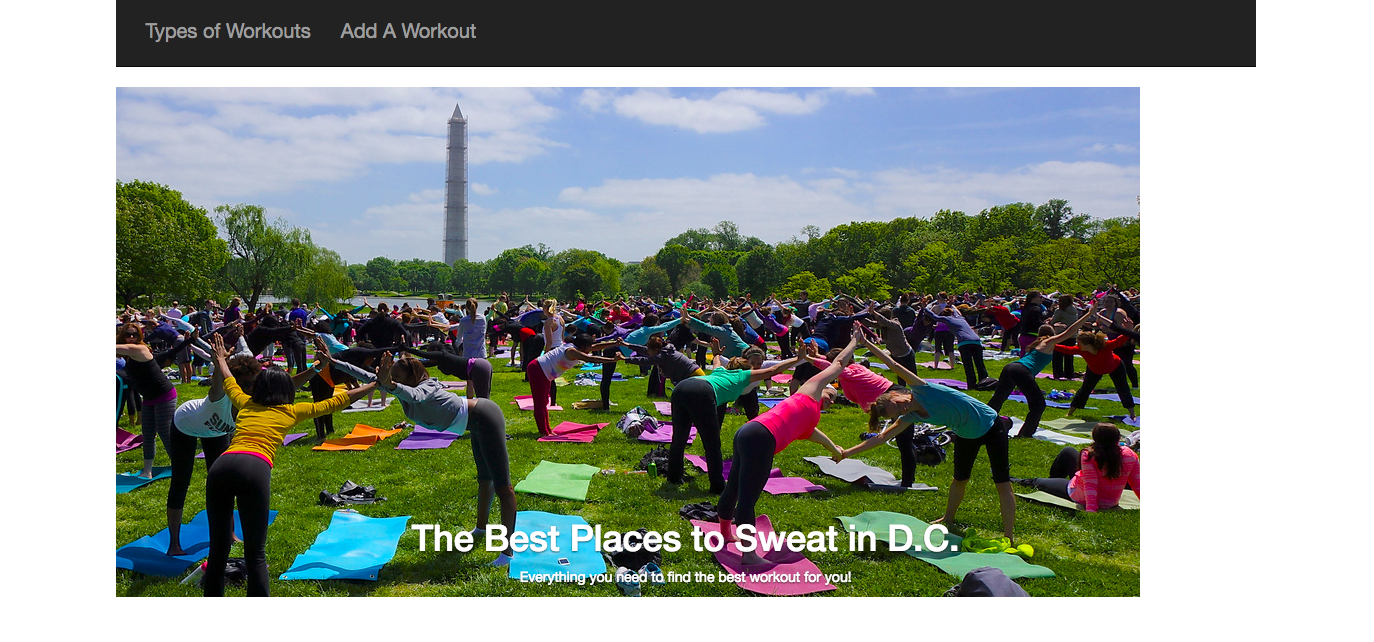 Types of Workouts Add A Workout
The Best Places to Sweat in D.C.
Everything you need to find the best workout for you!